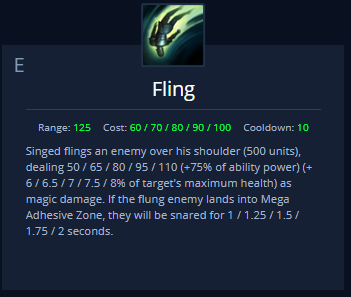 E
Fling
Range: 125 Cost: 60 / 70 / 80 / 90 / 100 Cooldown: 10
Singed flings an enemy over his shoulder (500 units),
dealing 50 / 65 / 80 / 95 / 110 (+75% of ability power) (+
6 / 6.5 / 7 / 7.5 / 8% of target's maximum health) as
magic damage. If the flung enemy lands into Mega
Adhesive Zone, they will be snared for 1 / 1.25 / 1.5 /
1.75 / 2 seconds.